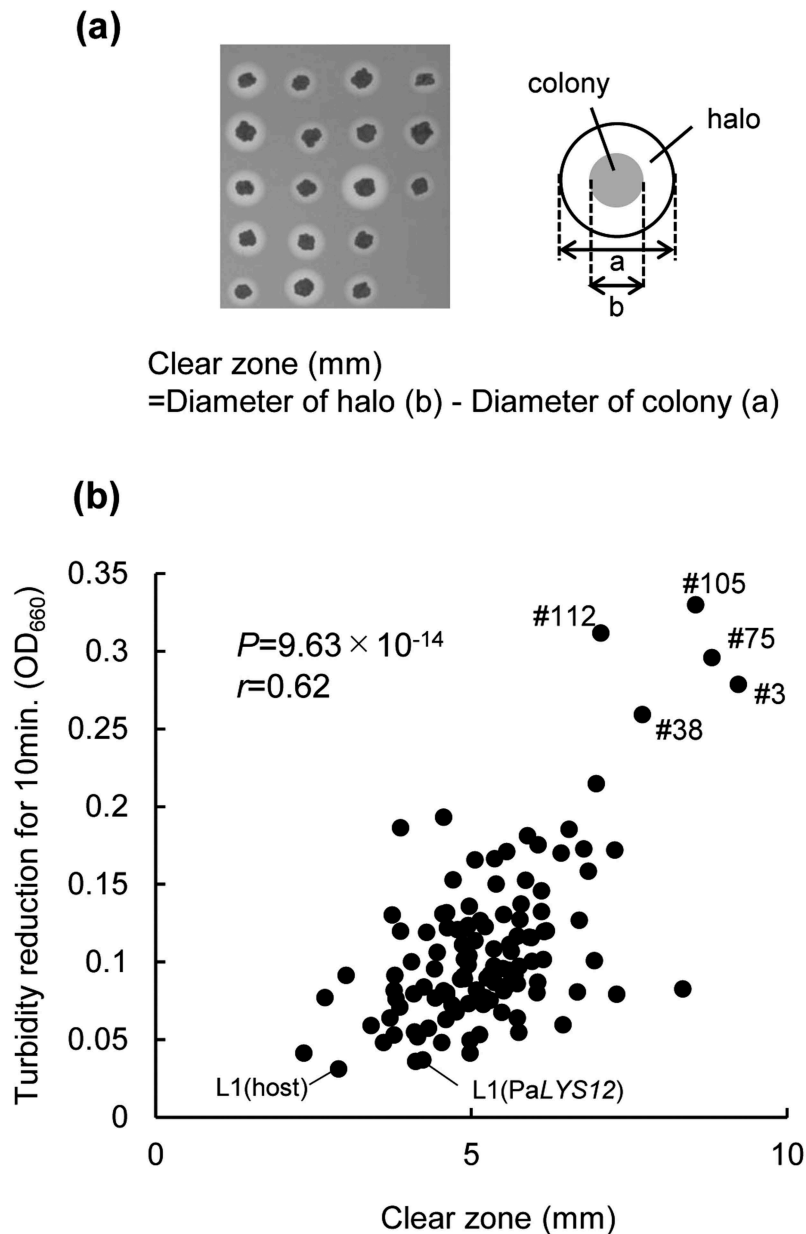 (a)
colony
halo
a
b
Clear zone (mm)
=Diameter of halo (b) - Diameter of colony (a)
(b)
Turbidity reduction for 10min. (OD660)
0.35
0.3
0.25
0.2
0.15
0.1
0.05
0
P=9.63×10-14
r=0.62
#105
#112
#75
#3
#38
L1(host)
L1(PaLYS12)
0 5 10
Clear zone (mm)